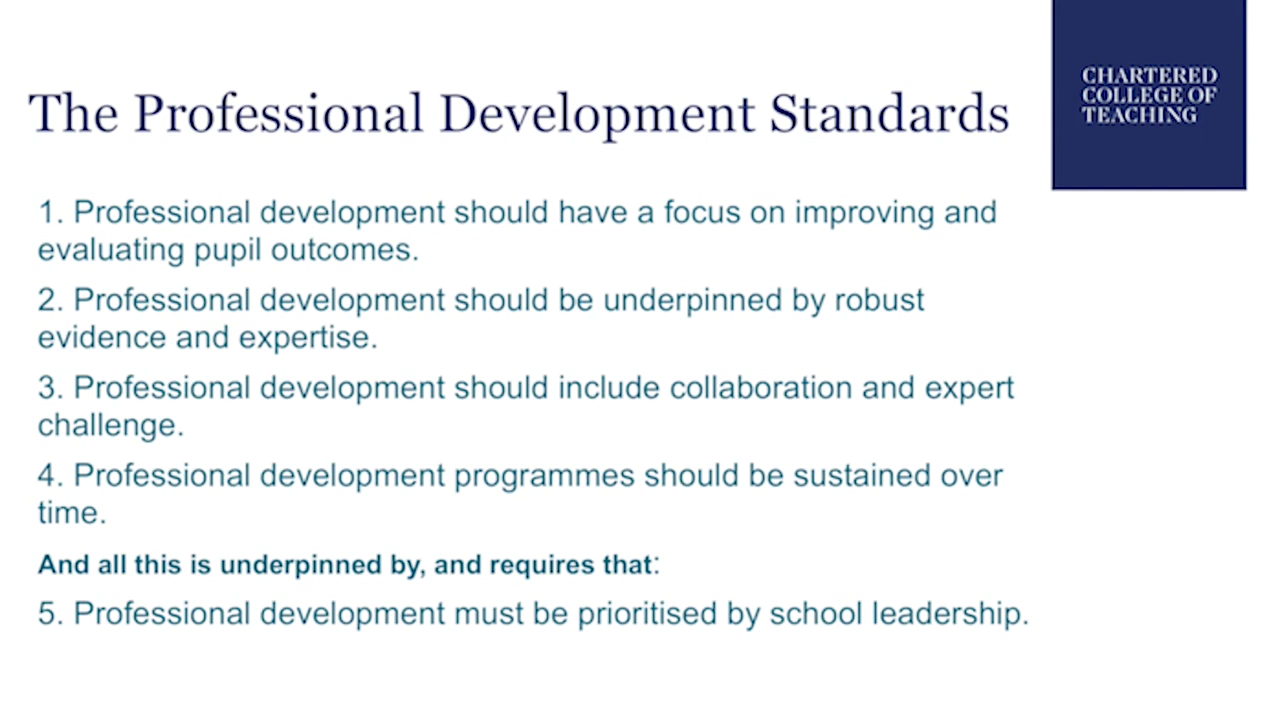 The Professional Development Standards
CHARTERED
COLLEGE OF
TEACHING
1. Professional development should have a focus on improving and
evaluating pupil outcomes.
2. Professional development should be underpinned by robust
evidence and expertise.
3. Professional development should include collaboration and expert
challenge.
4. Professional development programmes should be sustained over
time.
And all this is underpinned by, and requires that:
5. Professional development must be prioritised by school leadership.